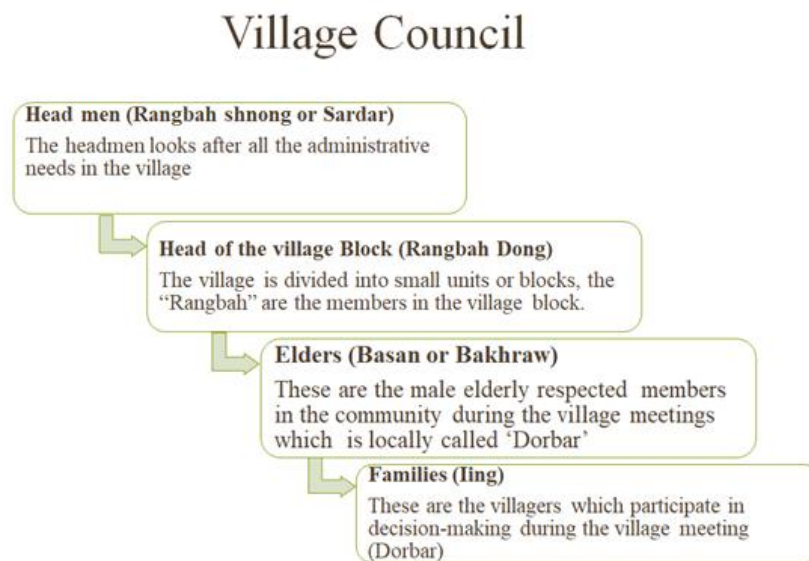 Village Council
Head men (Rangbah shnong or Sardar)
The headmen looks after all the administrative
needs in the village
Head of the village Block (Rangbah Dong)
The village is divided into small units or blocks, the
“Rangbah” are the members in the village block.
Elders (Basan or Bakhraw)
These are the male elderly respected members
in the community during the village meetings
which is locally called ‘Dorbar’
Families (Iing)
These are the villagers which participate in
decision-making during the village meeting
(Dorbar)